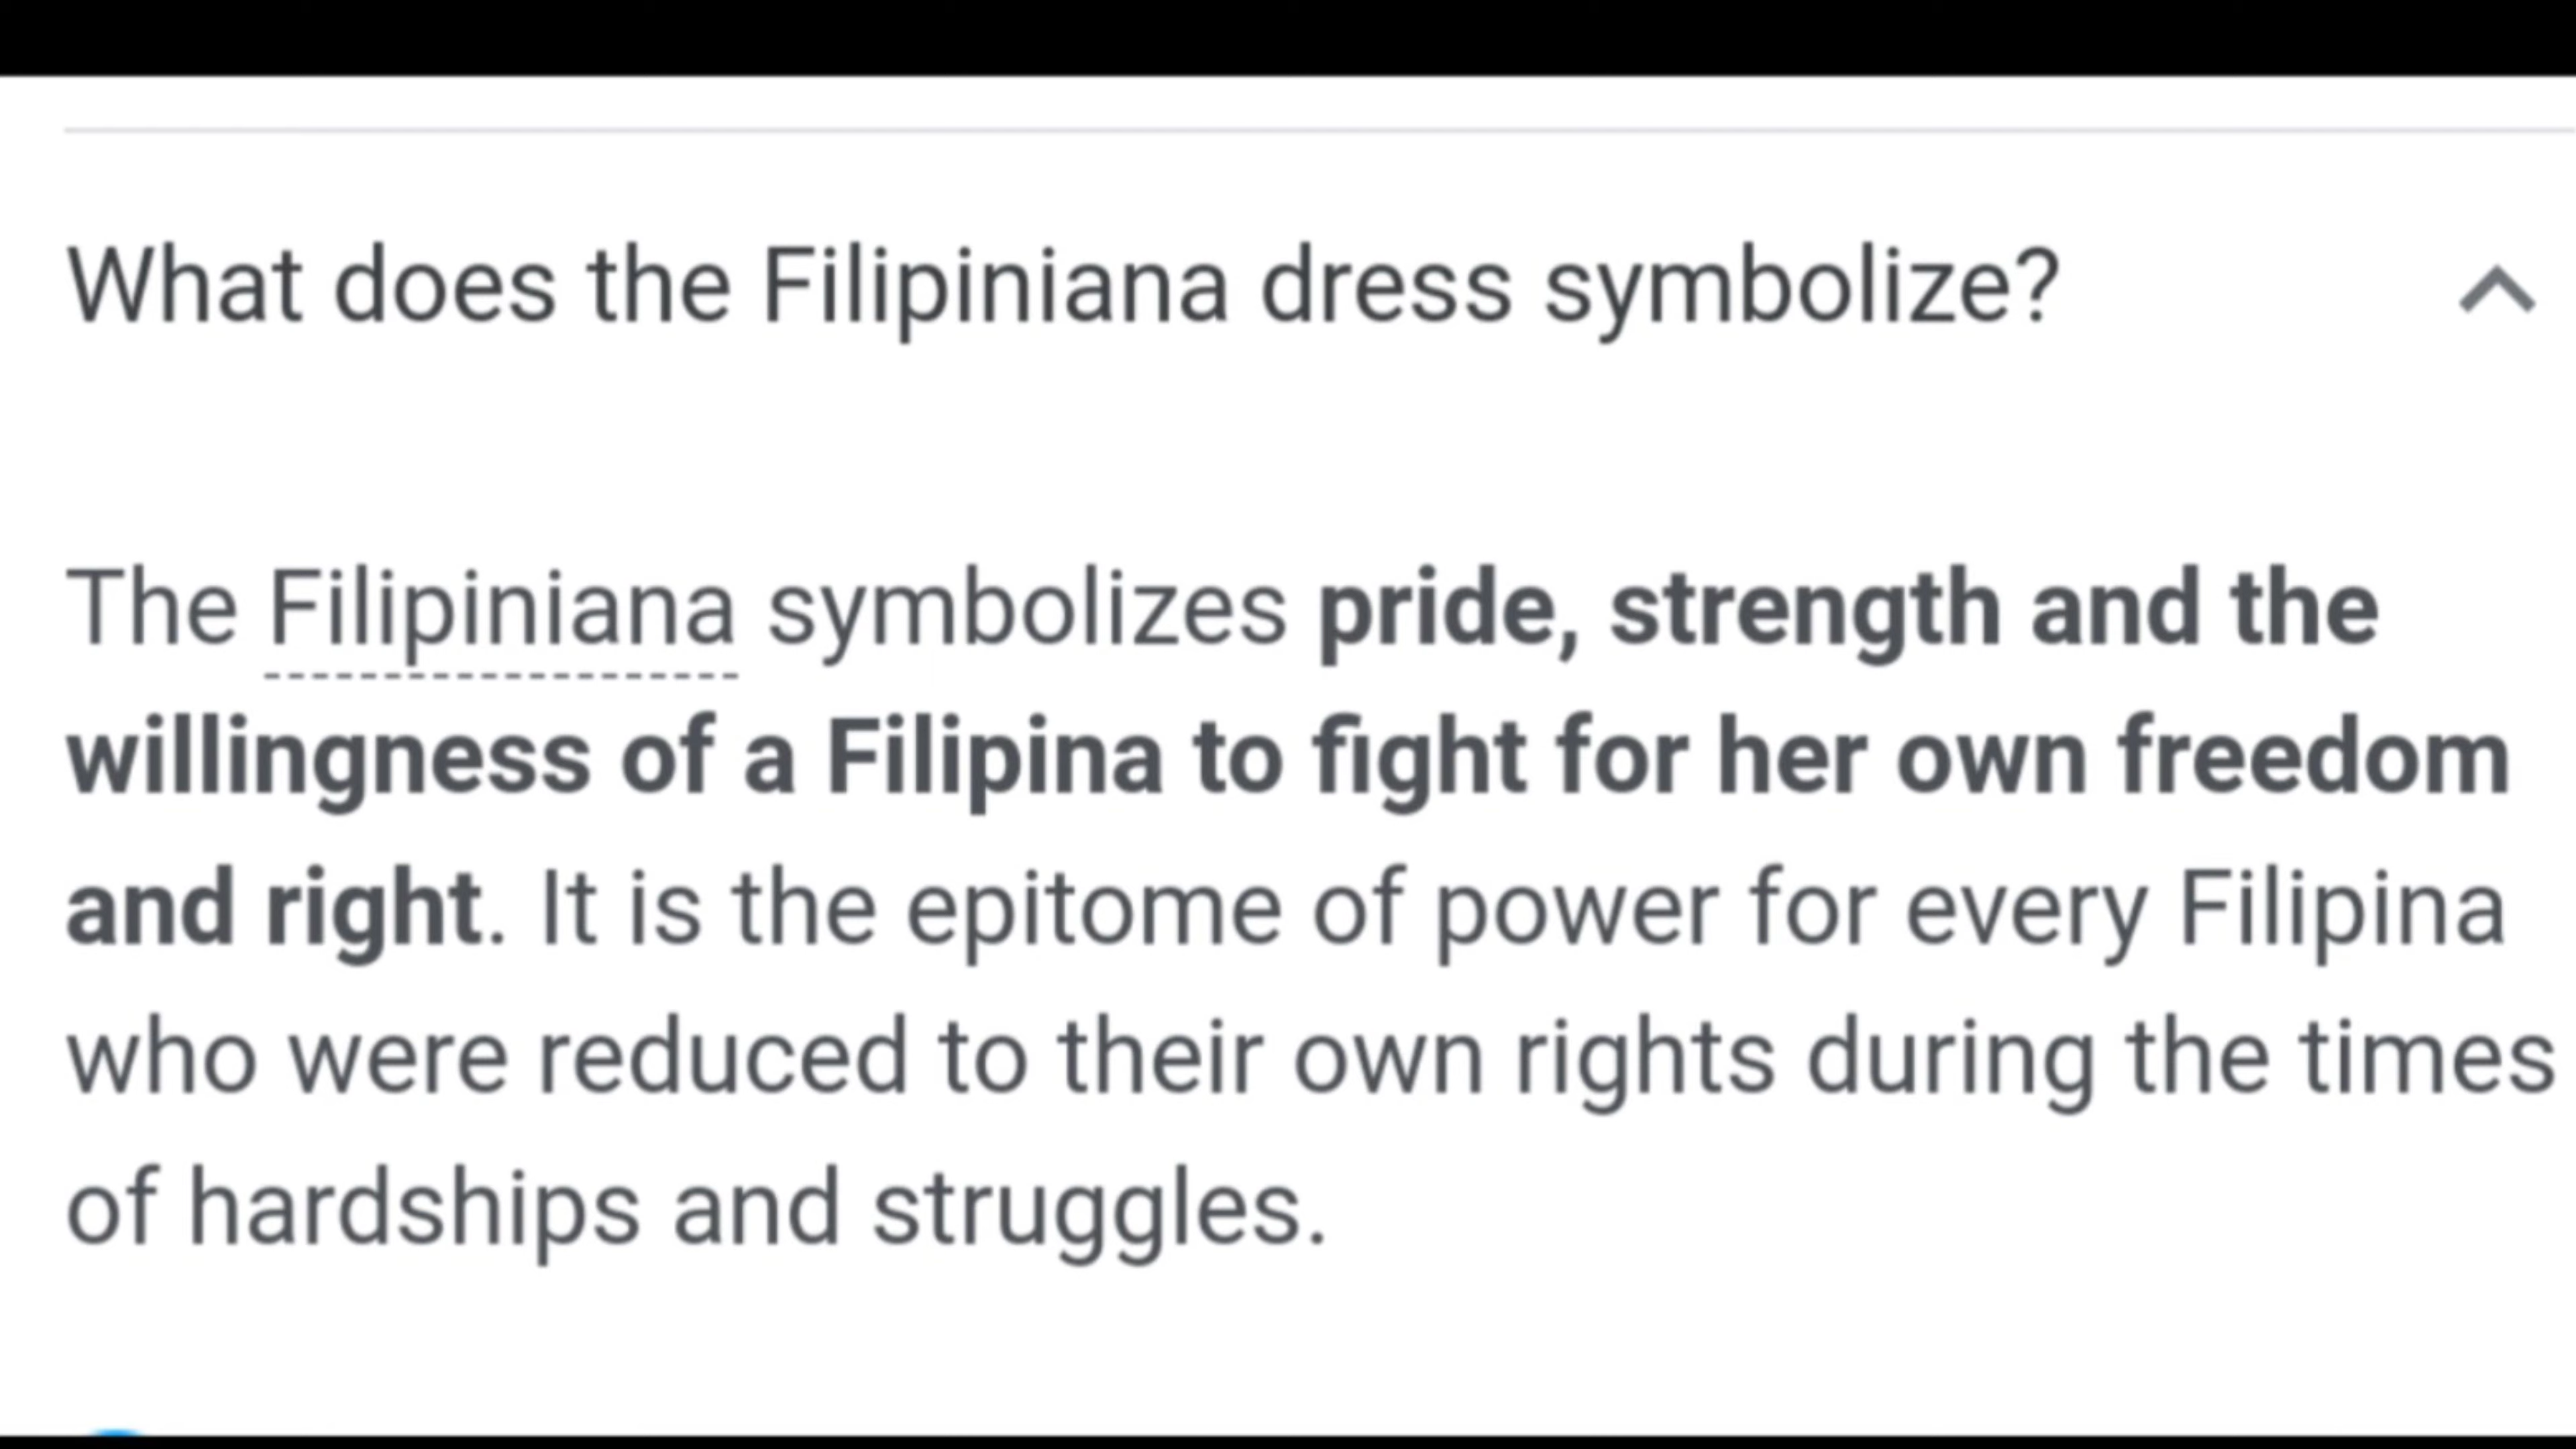 What does the Filipiniana dress symbolize?
The Filipiniana symbolizes pride, strength and the
willingness of a Filipina to fight for her own freedom
and right. It is the epitome of power for every Filipina
who were reduced to their own rights during the times
of hardships and struggles.